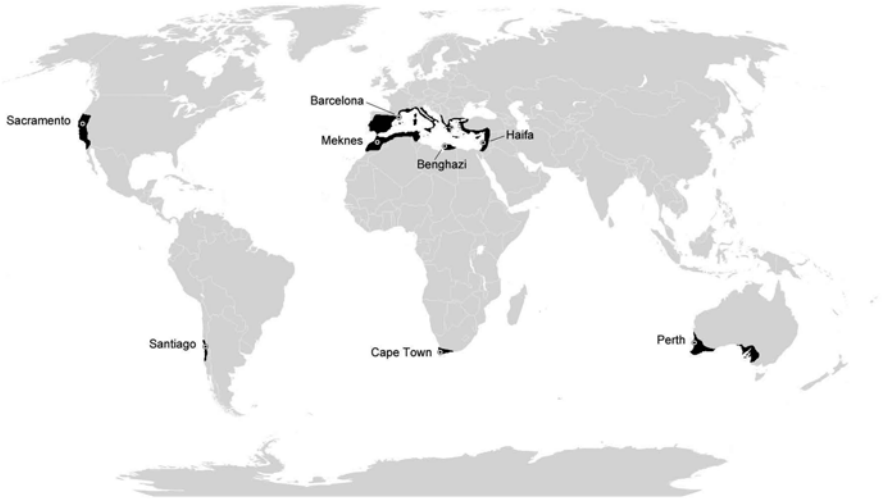 Barcelona
Sacramento
Haifa
Meknes
Benghazi
Santiago
Perth
Cape Town